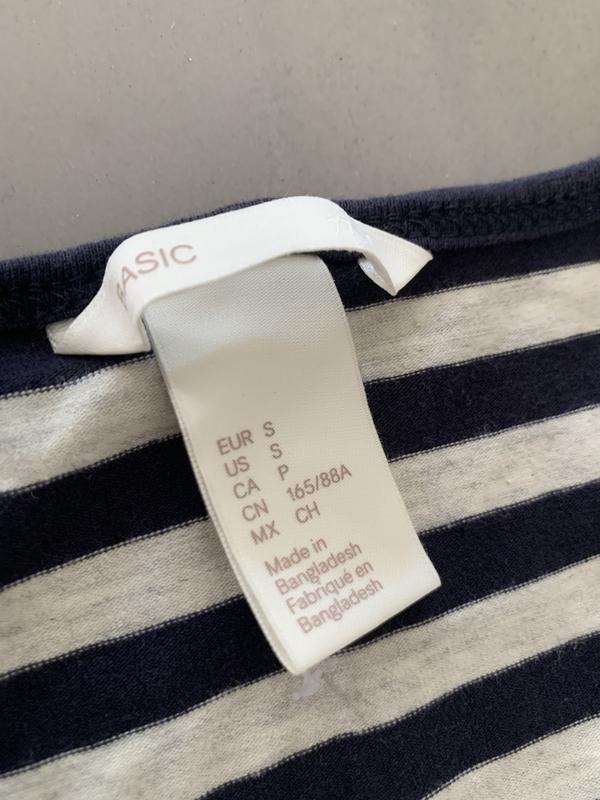 BASIC
EUR S
US S
CA P
CN 165/88A
MX CH
Made in
Bangladesh
Fabriqué en
Bangladesh